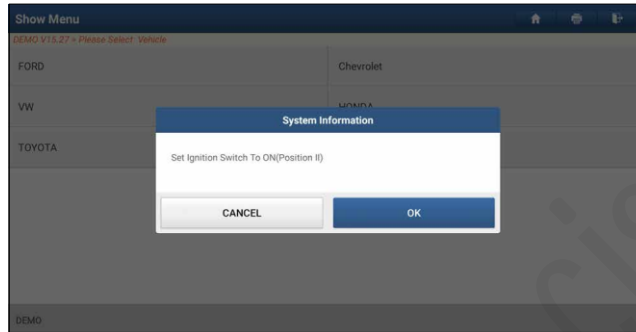 Show Menu
DEMO V15.27 > Please Select Vehicle
FORD
Chevrolet
VW
HONDA
TOYOTA
System Information
Set Ignition Switch To ON(Position II)
CANCEL
OK
DEMO